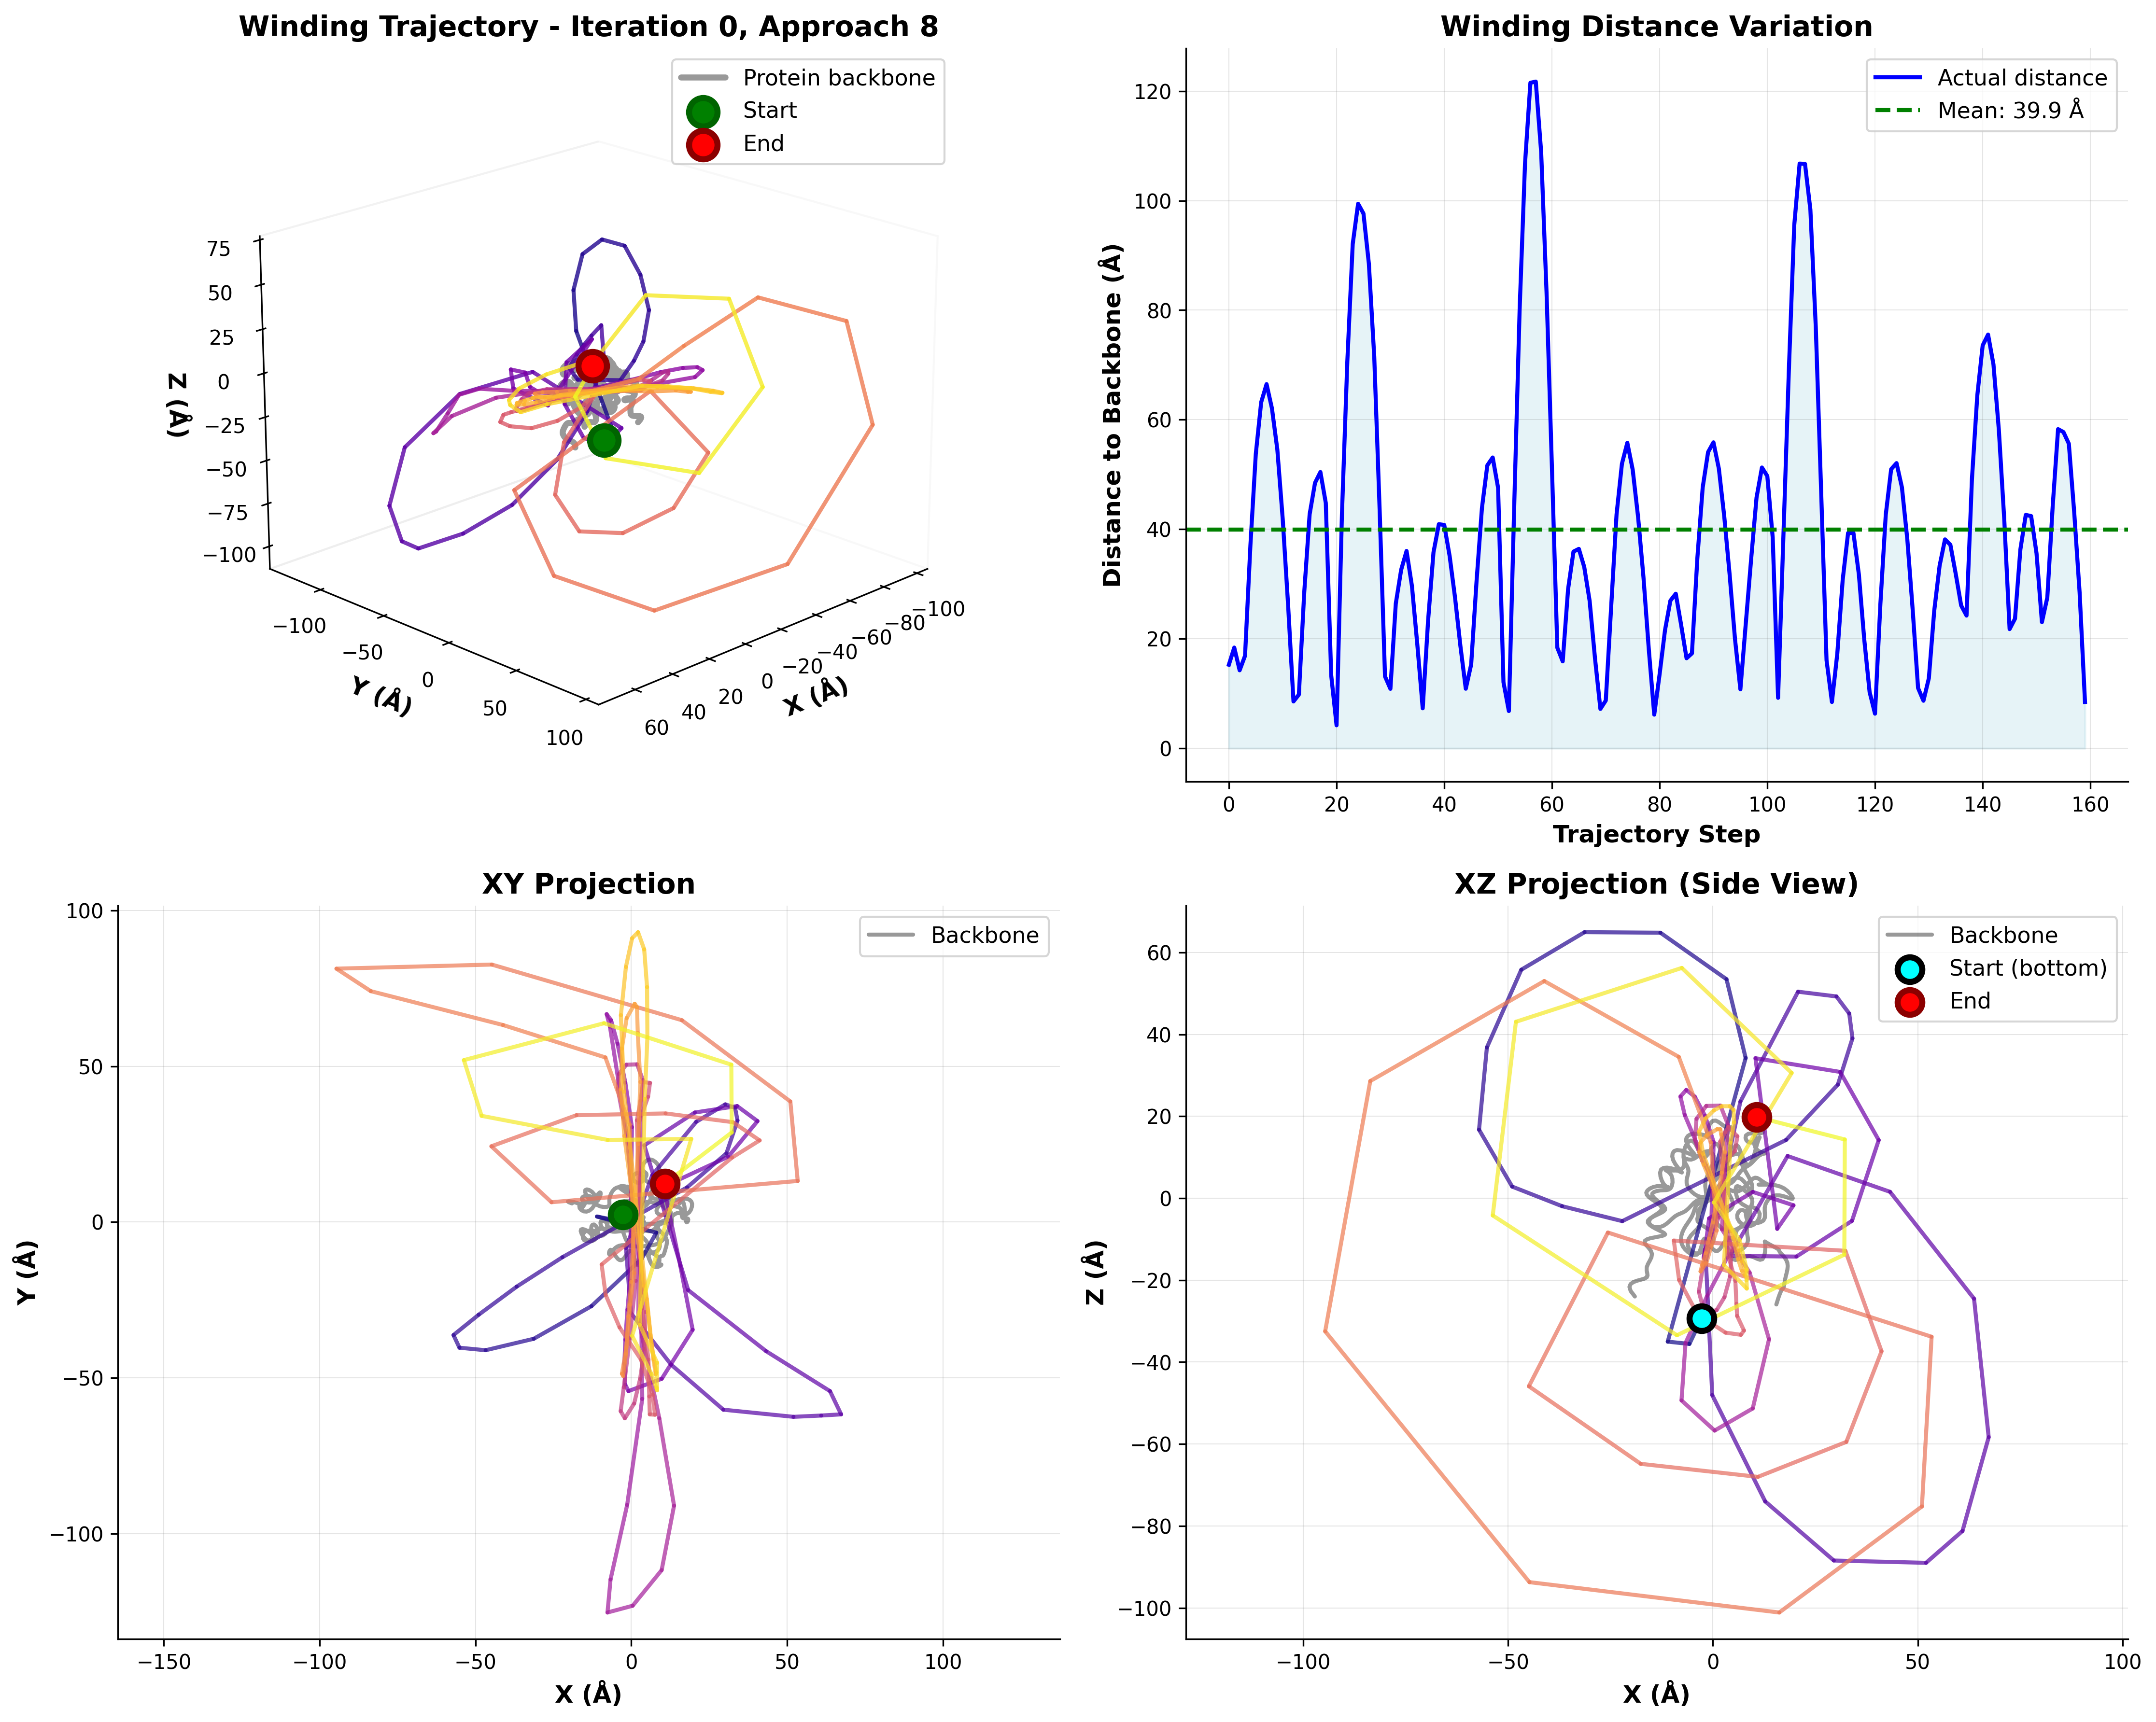 Winding Trajectory - Iteration 0, Approach 8
Protein backbone
Start
End
75
50
25
0
−25
−50
−75
−100
Z (Å)
−100
−50
0
50
100
Y (Å)
60
40
20
0
−20
−40
−60
−80
−100
X (Å)
Winding Distance Variation
Actual distance
Mean: 39.9 Å
120
100
80
60
40
20
0
Distance to Backbone (Å)
0 20 40 60 80 100 120 140 160
Trajectory Step
XY Projection
Backbone
100
50
0
−50
−100
Y (Å)
−150 −100 −50 0 50 100
X (Å)
XZ Projection (Side View)
Backbone
Start (bottom)
End
60
40
20
0
−20
−40
−60
−80
−100
Z (Å)
−100 −50 0 50 100
X (Å)